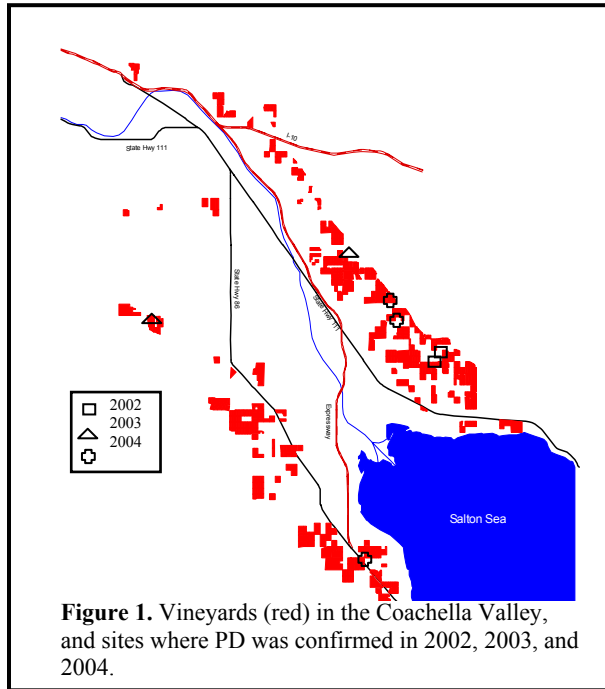 I-10
State Hwy 111
State Hwy 86
State Hwy 111
Expressway
2002
2003
2004
Salton Sea
Figure 1. Vineyards (red) in the Coachella Valley,
and sites where PD was confirmed in 2002, 2003, and
2004.